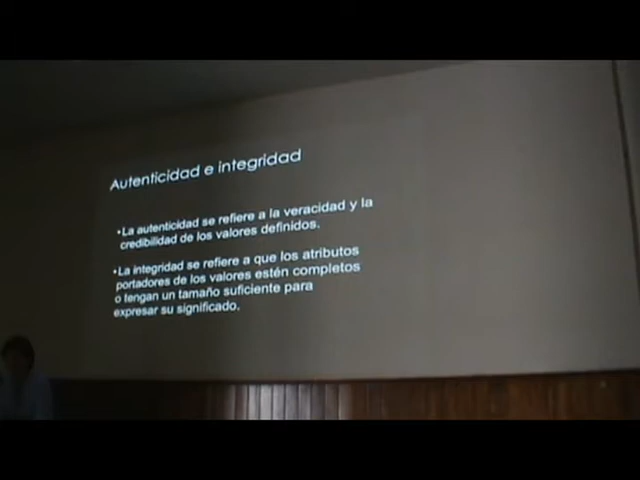 Autenticidad e integridad
•La autenticidad se refiere a la veracidad y la
credibilidad de los valores definidos.
•La integridad se refiere a que los atributos
portadores de los valores estén completos
o tengan un tamaño suficiente para
expresar su significado.